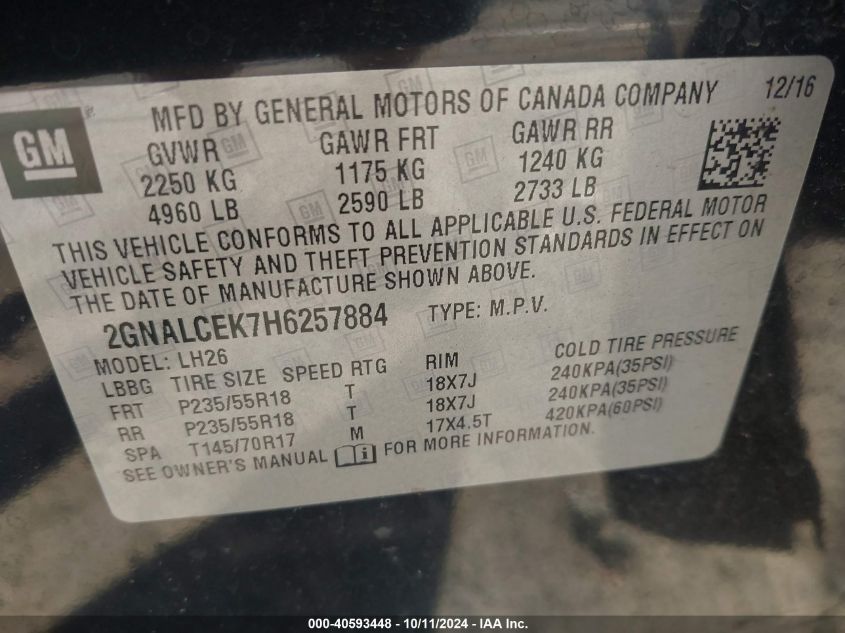 MFD BY GENERAL MOTORS OF CANADA COMPANY 12/16
GM
GVWR GAWR FRT GAWR RR
2250 KG 1175 KG 1240 KG
4960 LB 2590 LB 2733 LB
THIS VEHICLE CONFORMS TO ALL APPLICABLE U.S. FEDERAL MOTOR
VEHICLE SAFETY AND THEFT PREVENTION STANDARDS IN EFFECT ON
THE DATE OF MANUFACTURE SHOWN ABOVE.
2GNALCEK7H6257884 TYPE: M.P.V.
MODEL: LH26
LBBG TIRE SIZE SPEED RTG RIM COLD TIRE PRESSURE
FRT P235/55R18 T 18X7J 240KPA(35PSI)
RR P235/55R18 T 18X7J 240KPA(35PSI)
SPA T145/70R17 M 17X4.5T 420KPA(60PSI)
SEE OWNER'S MANUAL FOR MORE INFORMATION.
000-40593448 - 10/11/2024 - IAA Inc.